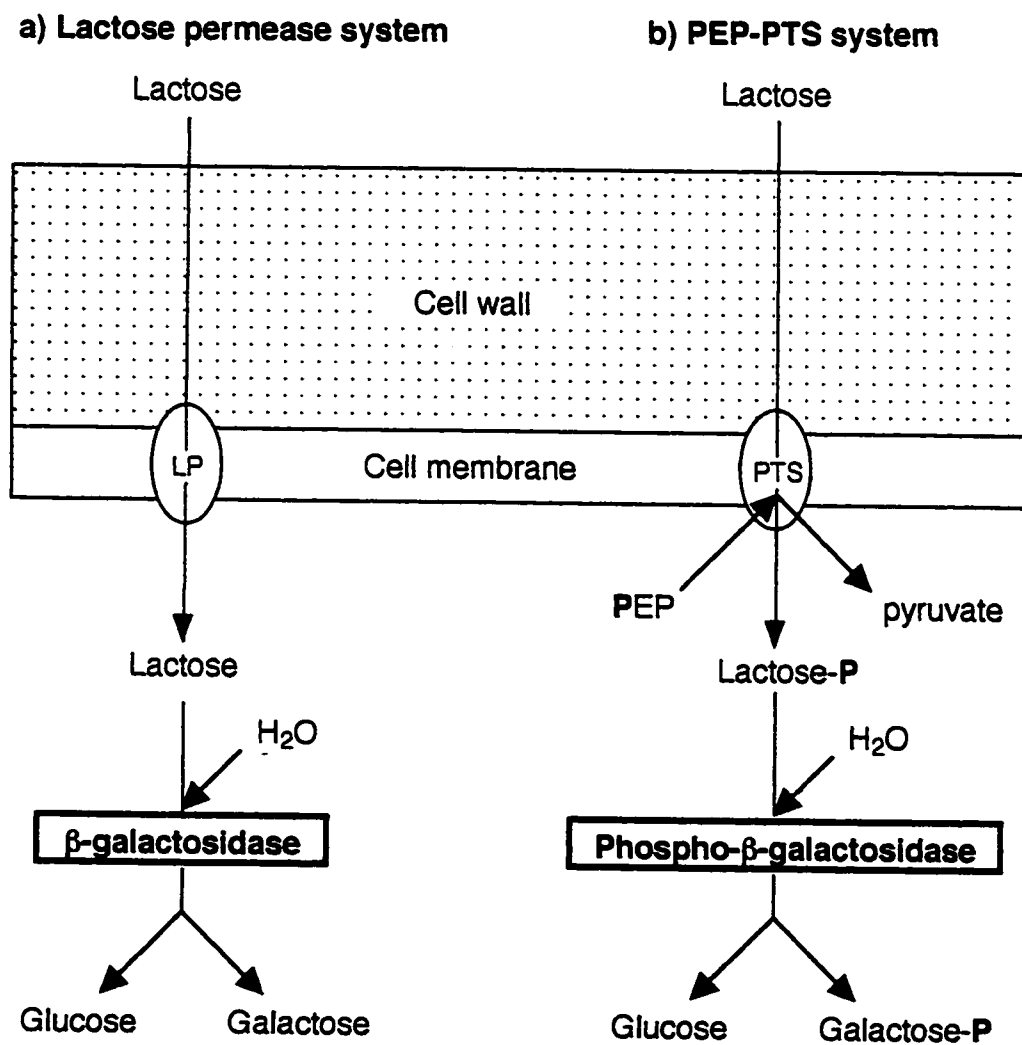 a) Lactose permease system
b) PEP-PTS system
Lactose
Lactose
Cell wall
LP
Cell membrane
PTS
PEP
pyruvate
Lactose
Lactose-P
H₂O
H₂O
β-galactosidase
Phospho-β-galactosidase
Glucose
Galactose
Glucose
Galactose-P